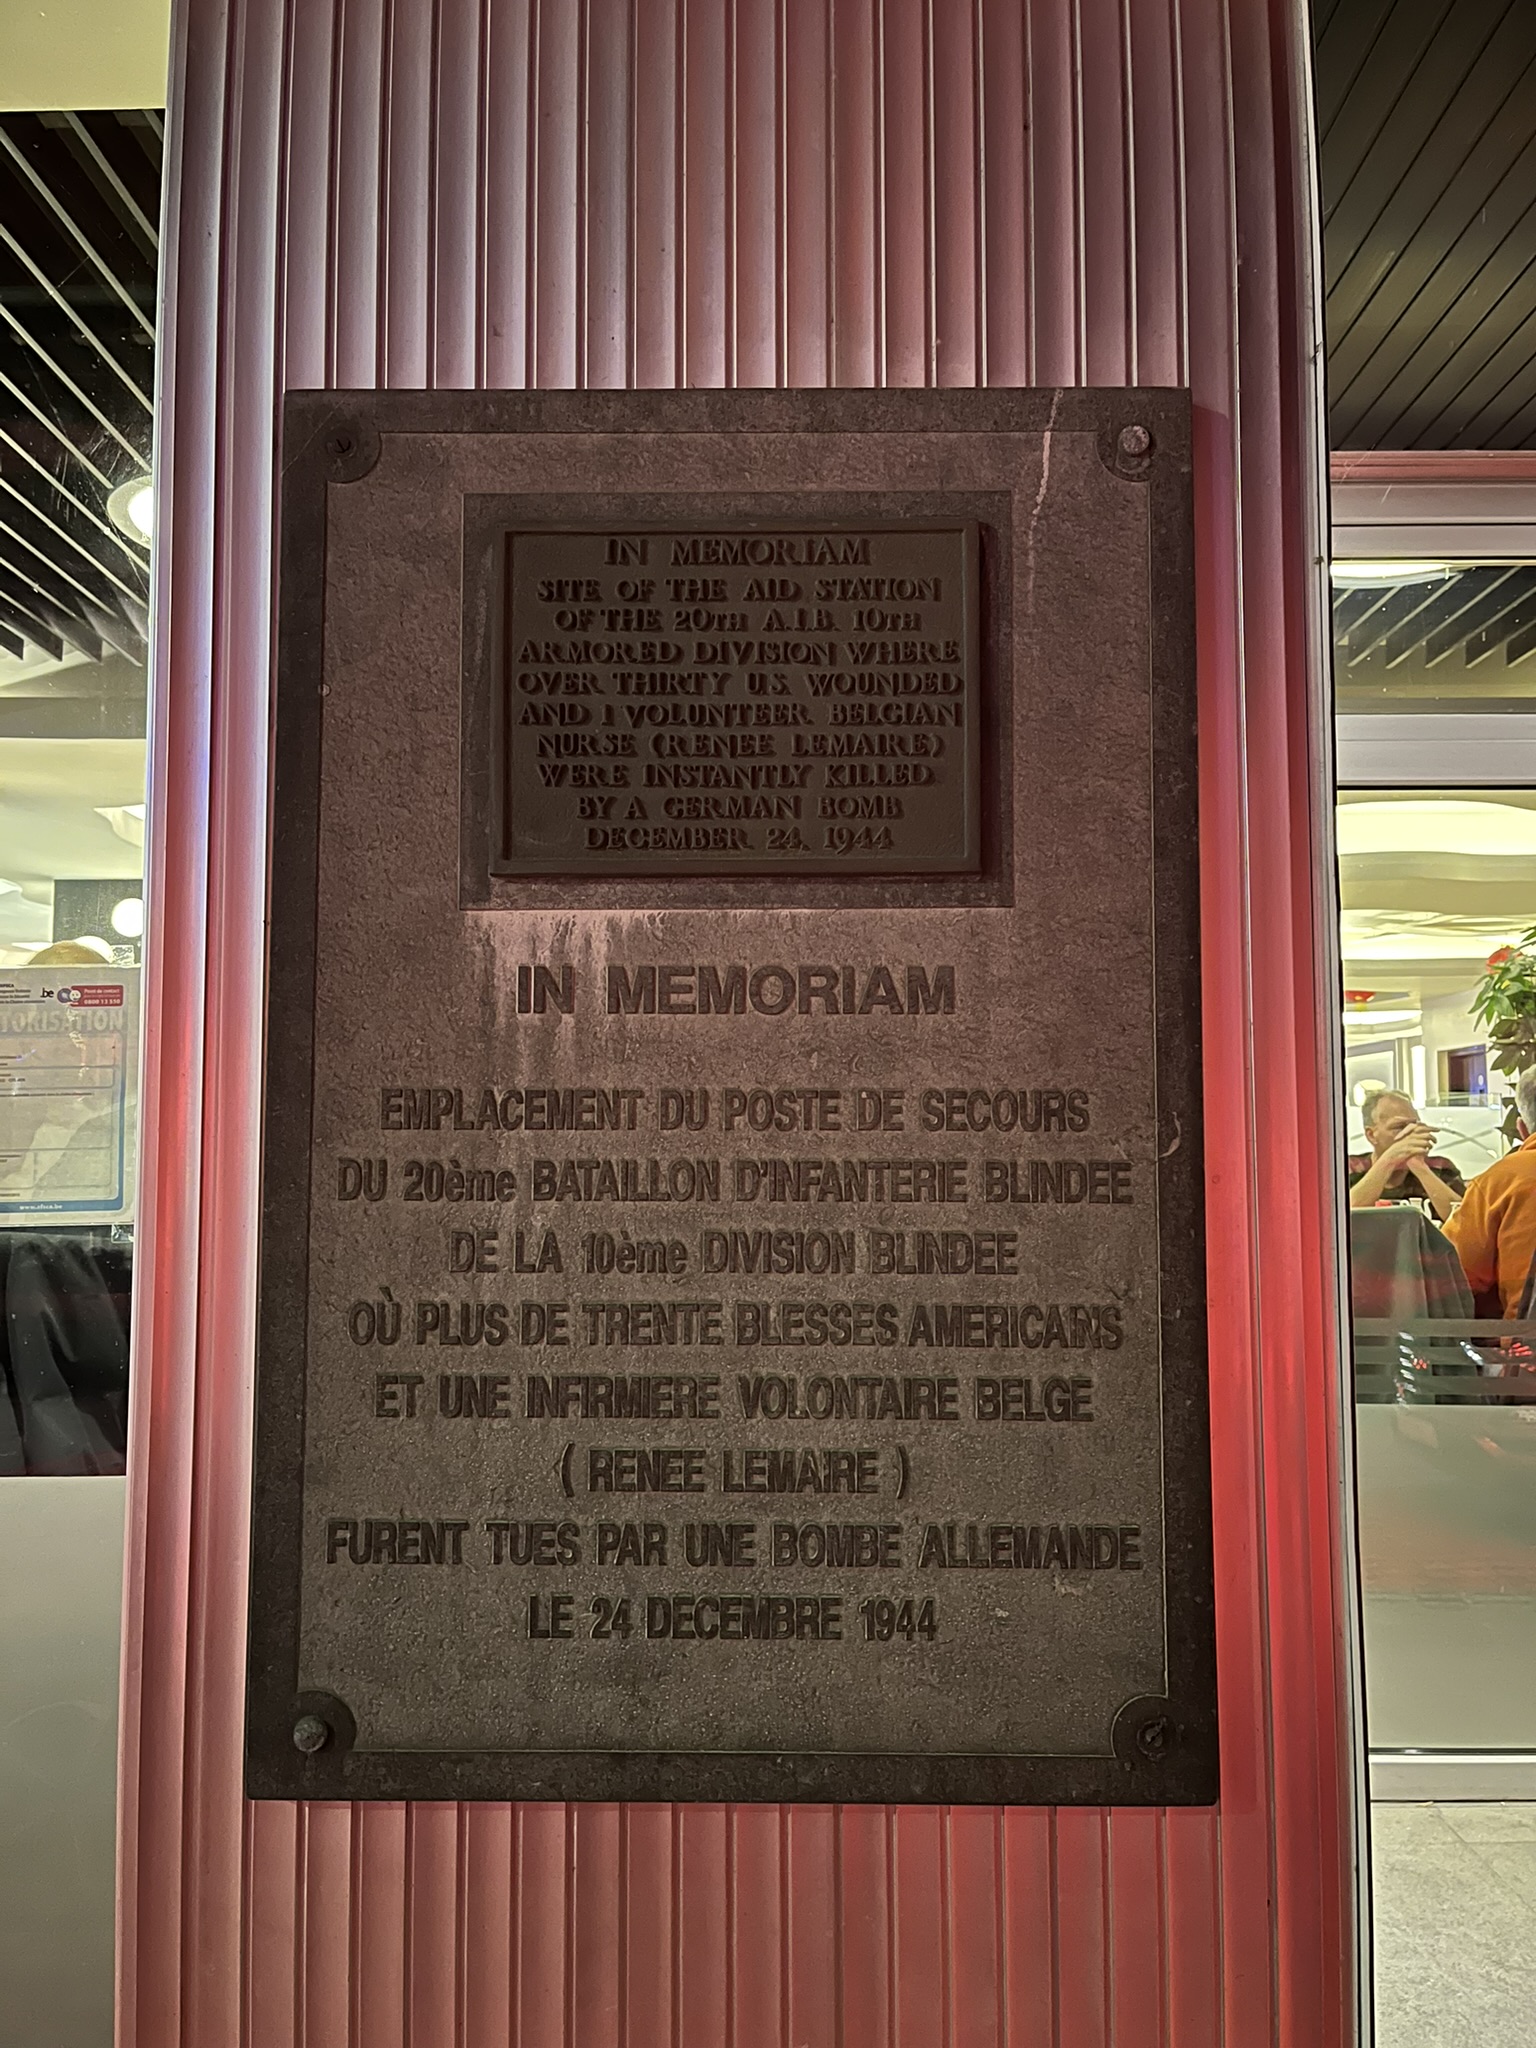 IN MEMORIAM
SITE OF THE AID STATION
OF THE 20TH A.I.B. 10TH
ARMORED DIVISION WHERE
OVER THIRTY U.S. WOUNDED
AND 1 VOLUNTEER BELGIAN
NURSE (RENEE LEMAIRE)
WERE INSTANTLY KILLED
BY A GERMAN BOMB
DECEMBER 24, 1944
IN MEMORIAM
EMPLACEMENT DU POSTE DE SECOURS
DU 20ème BATAILLON D'INFANTERIE BLINDEE
DE LA 10ème DIVISION BLINDEE
OÙ PLUS DE TRENTE BLESSES AMERICAINS
ET UNE INFIRMIERE VOLONTAIRE BELGE
( RENEE LEMAIRE )
FURENT TUES PAR UNE BOMBE ALLEMANDE
LE 24 DECEMBRE 1944
.be
TORISATION